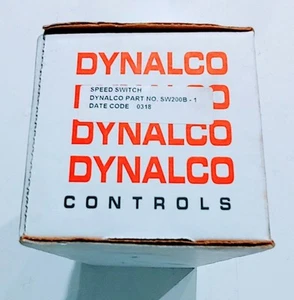 DYNALCO
SPEED SWITCH
DYNALCO PART NO. SW200B - 1
DATE CODE 0318
DYNALCO
DYNALCO
CONTROLS